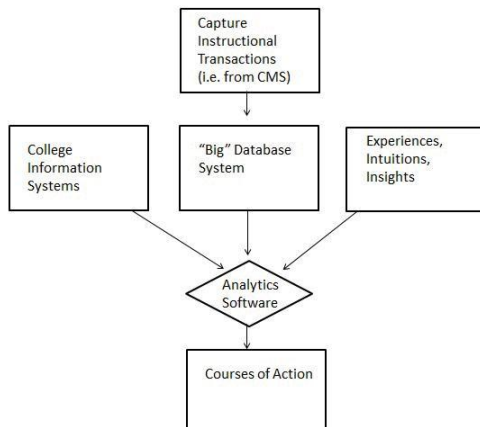 Capture
Instructional
Transactions
(i.e. from CMS)
College
Information
Systems
“Big” Database
System
Experiences,
Intuitions,
Insights
Analytics
Software
Courses of Action